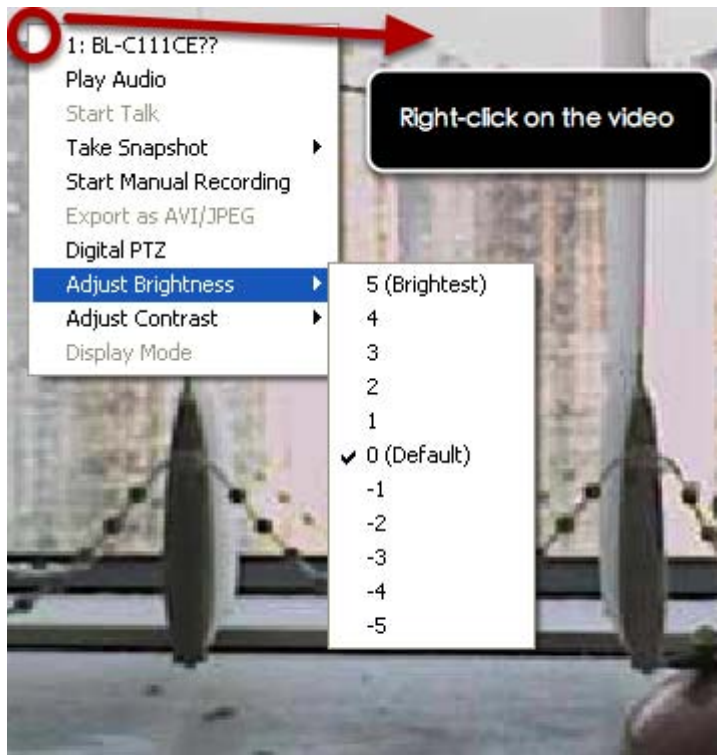 1: BL-C111CE??
Play Audio
Start Talk
Take Snapshot
Start Manual Recording
Export as AVI/JPEG
Digital PTZ
Adjust Brightness
Adjust Contrast
Display Mode
Right-click on the video
5 (Brightest)
4
3
2
1
0 (Default)
-1
-2
-3
-4
-5